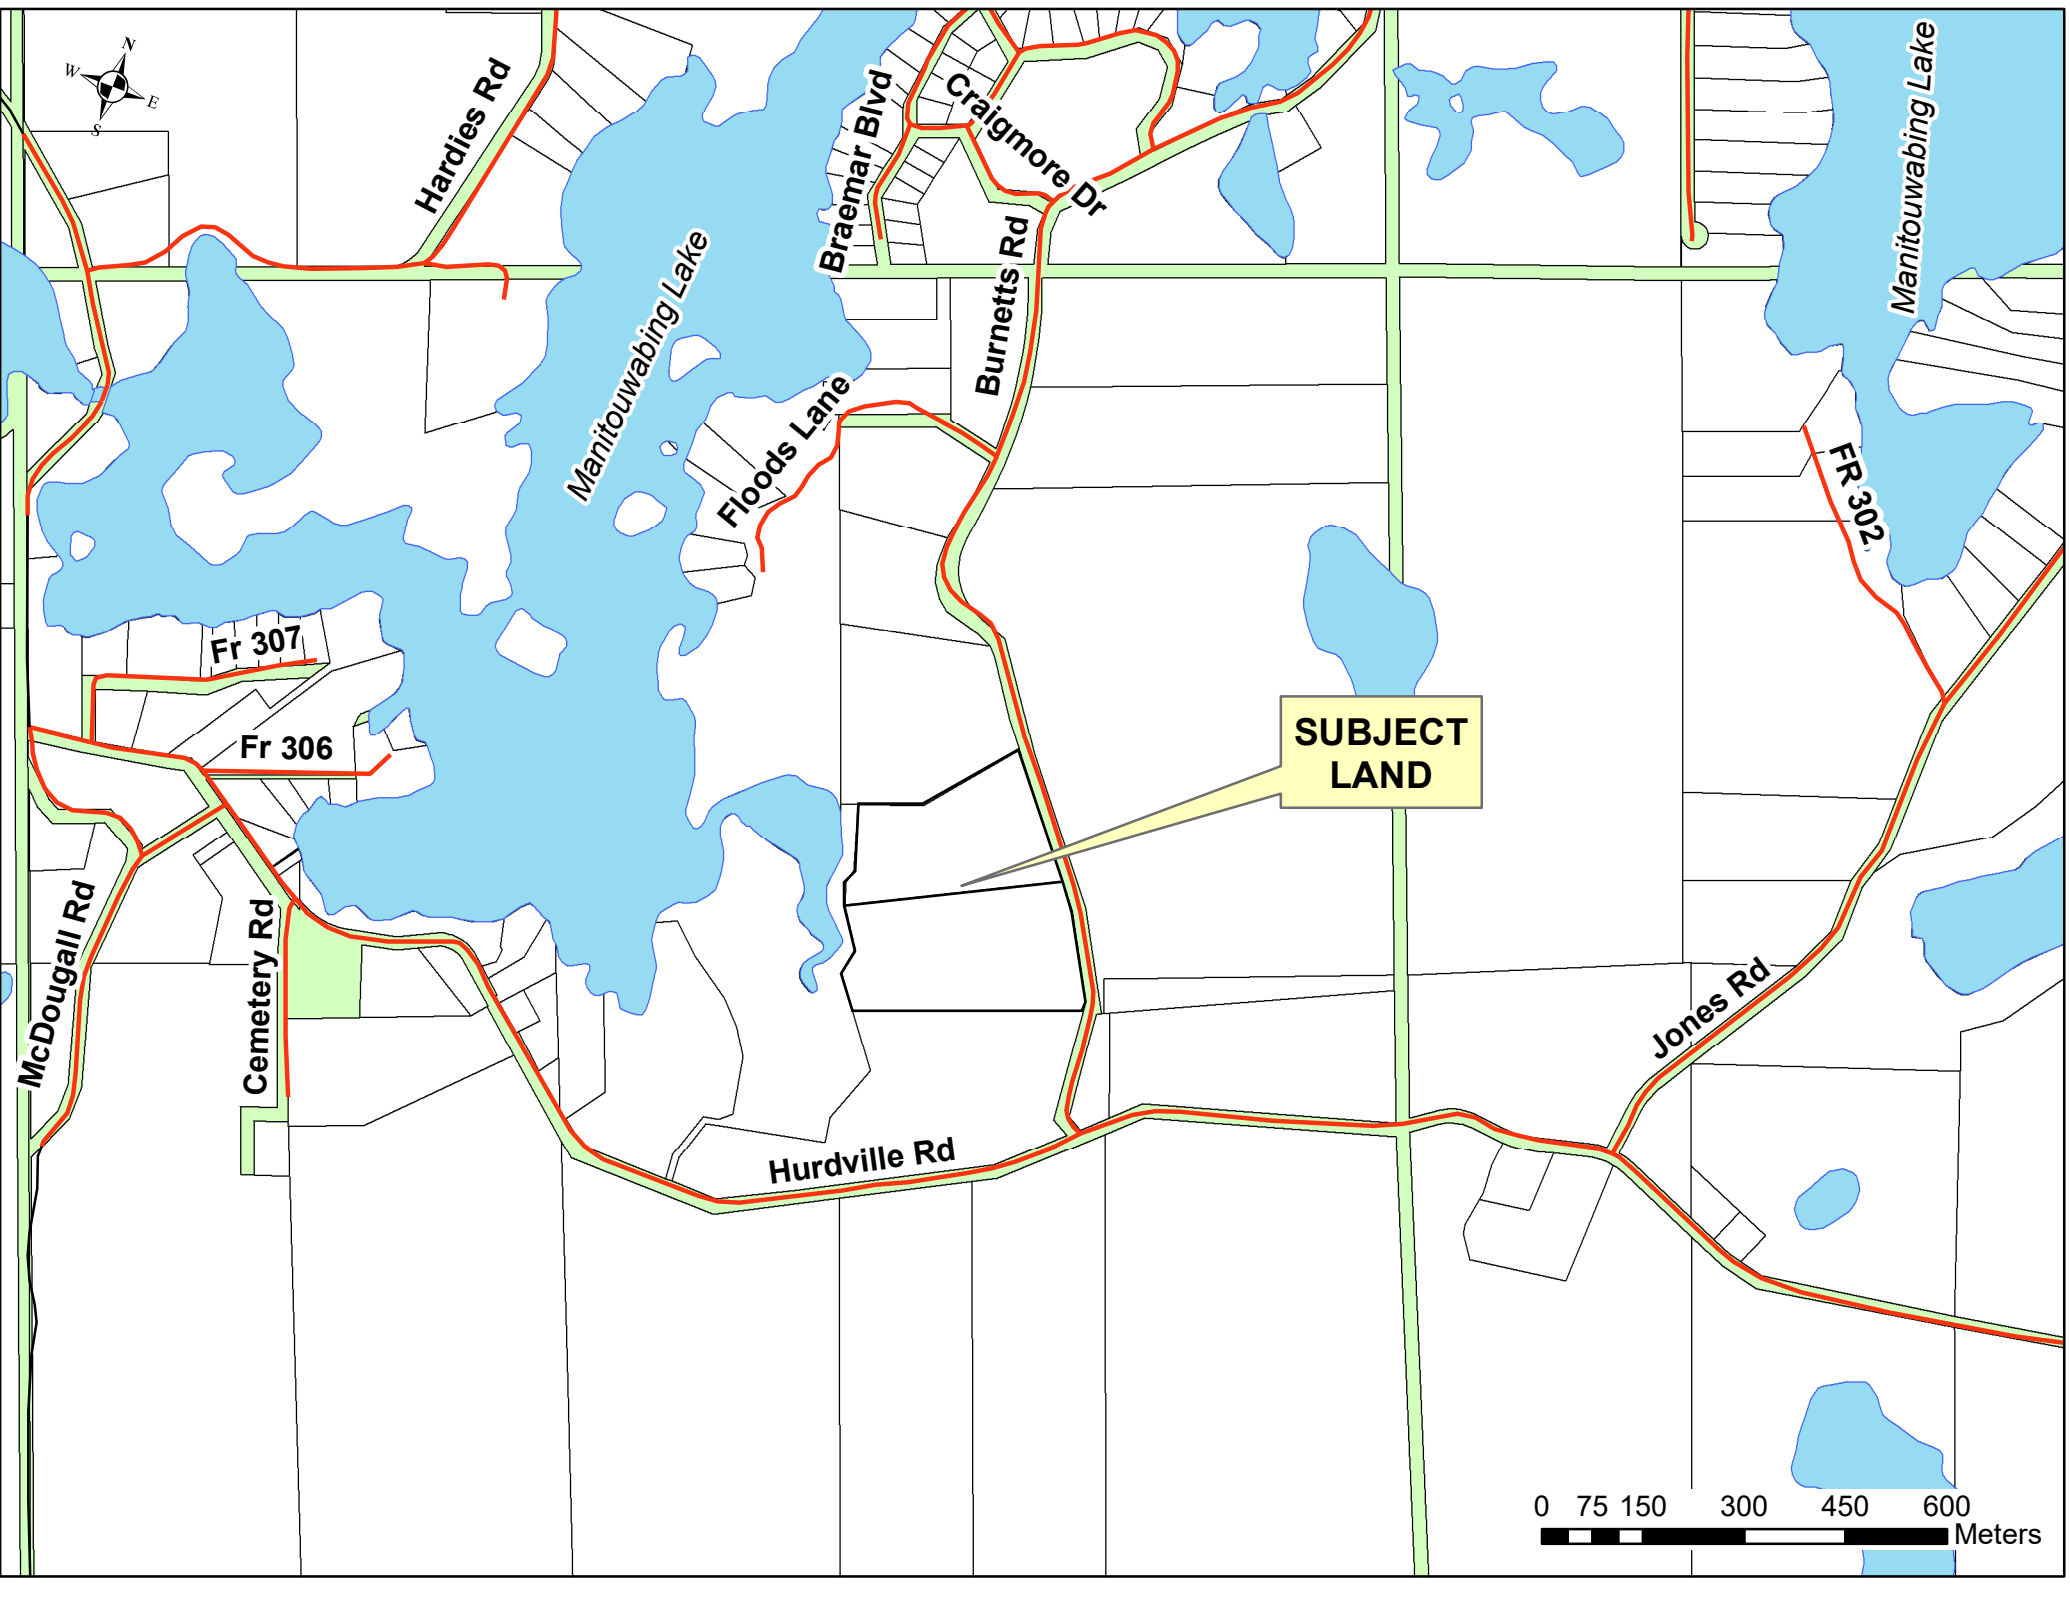 N
W
E
S
Hardies Rd
Braemar Blvd
Craigmore Dr
Manitouwabing Lake
Manitouwabing Lake
Burnetts Rd
Floods Lane
FR 302
Fr 307
Fr 306
SUBJECT
LAND
McDougall Rd
Cemetery Rd
Jones Rd
Hurdville Rd
0 75 150 300 450 600
Meters